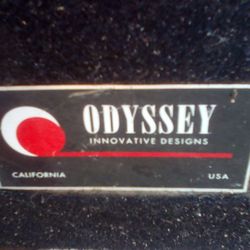 ODYSSEY
INNOVATIVE DESIGNS
CALIFORNIA USA